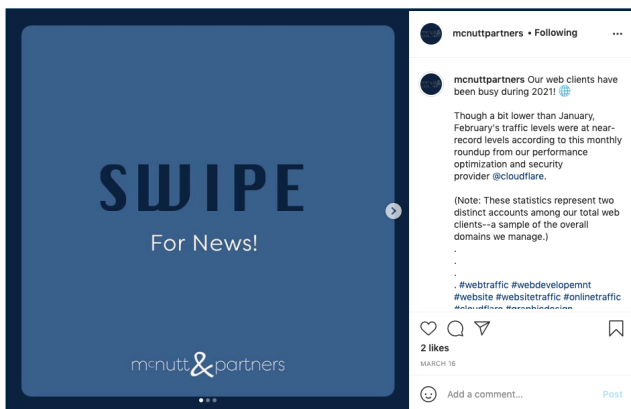 SWIPE
For News!
mcnutt&partners
mcnuttpartners • Following
mcnuttpartners Our web clients have
been busy during 2021! 🌐
Though a bit lower than January,
February's traffic levels were at near-
record levels according to this monthly
roundup from our performance
optimization and security
provider @cloudflare.
(Note: These statistics represent two
distinct accounts among our total web
clients--a sample of the overall
domains we manage.)
.
.
.
. #webtraffic #webdevelopemnt
#website #websitetraffic #onlinetraffic
#cloudflare #graphicdesign
2 likes
MARCH 16
Add a comment...
Post